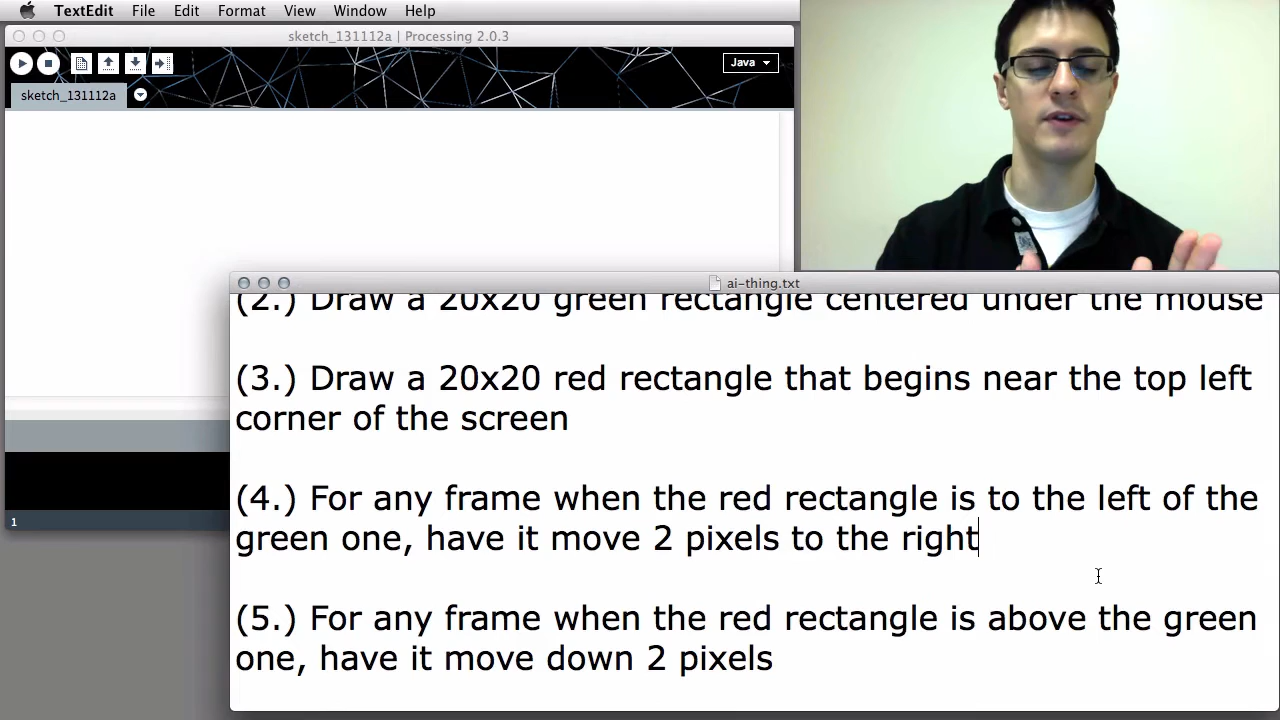 TextEdit File Edit Format View Window Help
sketch_131112a | Processing 2.0.3
Java
sketch_131112a
ai-thing.txt
(2.) Draw a 20x20 green rectangle centered under the mouse
(3.) Draw a 20x20 red rectangle that begins near the top left
corner of the screen
(4.) For any frame when the red rectangle is to the left of the
green one, have it move 2 pixels to the right
(5.) For any frame when the red rectangle is above the green
one, have it move down 2 pixels
1